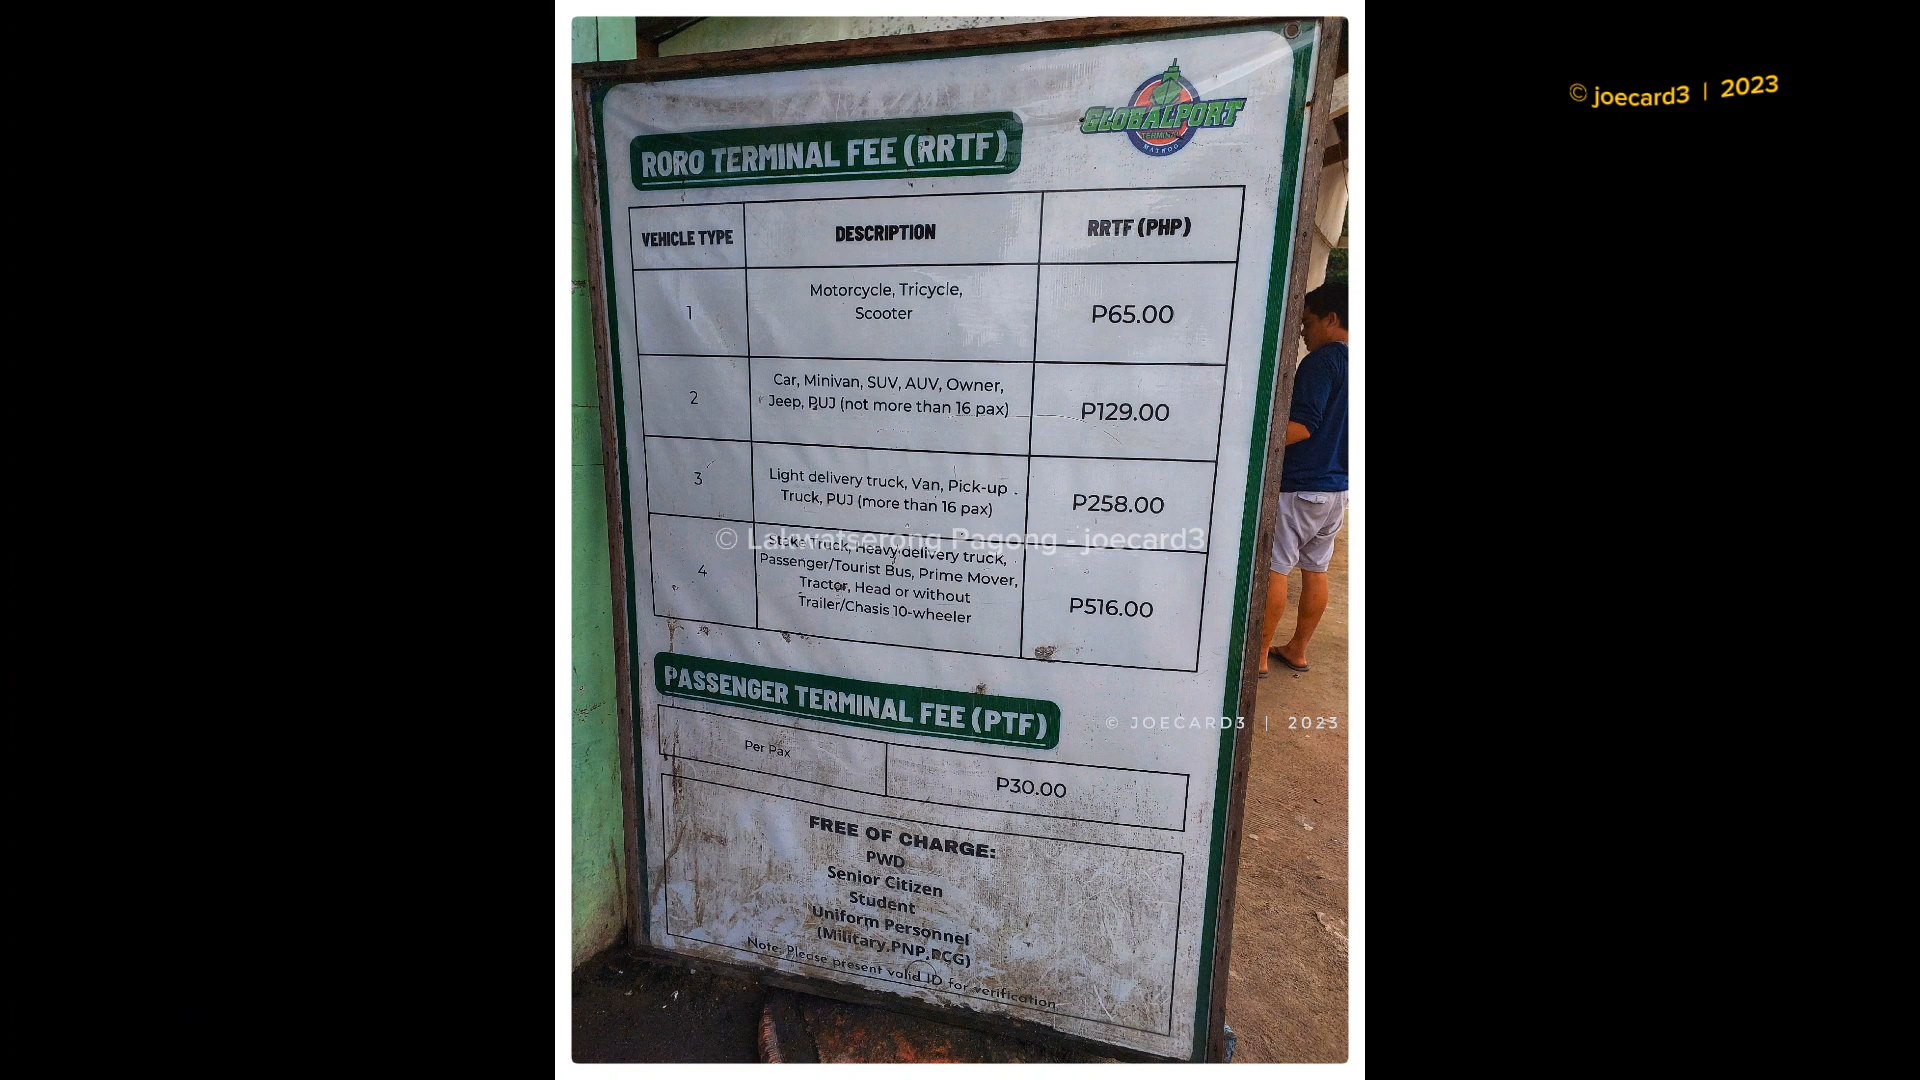 © joecard3 | 2023
GLOBALPORT
TERMINAL
MATNOG
RORO TERMINAL FEE (RRTF)
VEHICLE TYPE
DESCRIPTION
RRTF (PHP)
1
Motorcycle, Tricycle,
Scooter
P65.00
2
Car, Minivan, SUV, AUV, Owner,
Jeep, PUJ (not more than 16 pax)
P129.00
3
Light delivery truck, Van, Pick-up
Truck, PUJ (more than 16 pax)
P258.00
© Lakwatserong Pagong - joecard3
4
Stake Truck, Heavy delivery truck,
Passenger/Tourist Bus, Prime Mover,
Tractor, Head or without
Trailer/Chasis 10-wheeler
P516.00
PASSENGER TERMINAL FEE (PTF)
© JOECARD3 | 2023
Per Pax
P30.00
FREE OF CHARGE:
PWD
Senior Citizen
Student
Uniform Personnel
(Military,PNP,PCG)
Note: Please present valid ID for verification